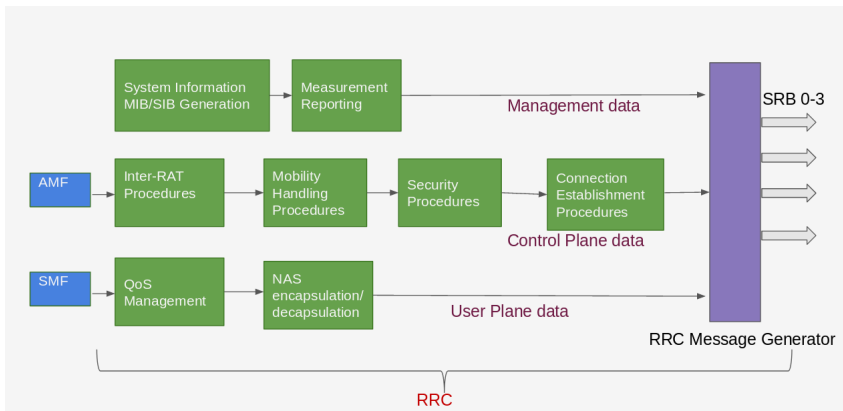 System Information
MIB/SIB Generation
Measurement
Reporting
Management data
SRB 0-3
AMF
Inter-RAT
Procedures
Mobility
Handling
Procedures
Security
Procedures
Connection
Establishment
Procedures
Control Plane data
SMF
QoS
Management
NAS
encapsulation/
decapsulation
User Plane data
RRC Message Generator
RRC